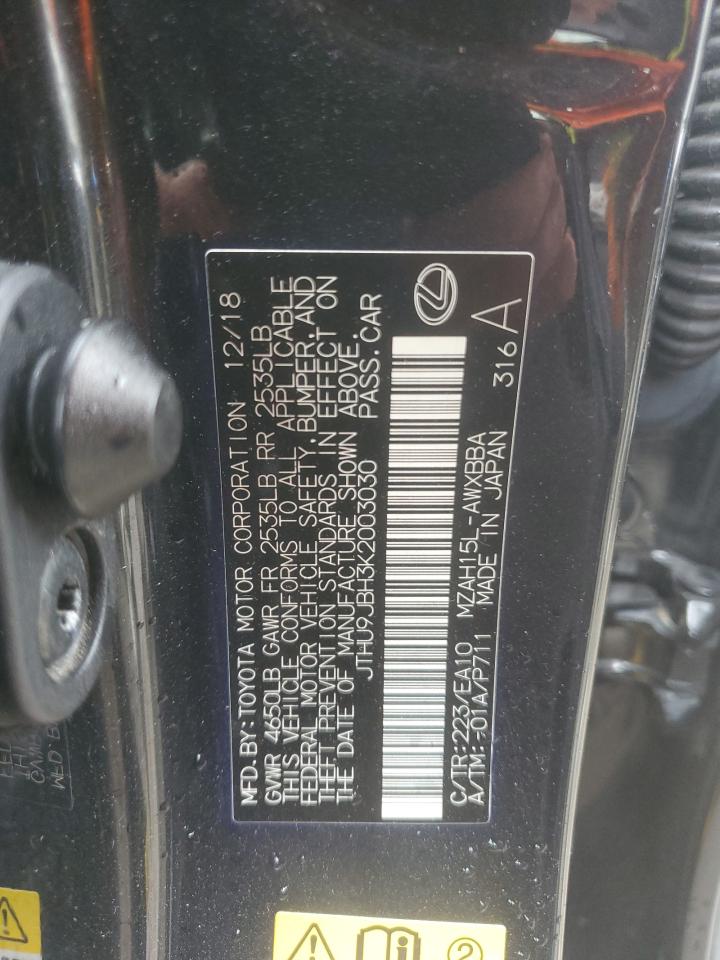 MFD.BY:TOYOTA MOTOR CORPORATION 12/18
GVWR 4650LB GAWR FR 2535LB RR 2535LB
THIS VEHICLE CONFORMS TO ALL APPLICABLE
FEDERAL MOTOR VEHICLE SAFETY,BUMPER,AND
THEFT PREVENTION STANDARDS IN EFFECT ON
THE DATE OF MANUFACTURE SHOWN ABOVE.
JTHU9JBH3K2003030 PASS.CAR
C/TR:223/EA10 MZAH15L-AWXBBA
A/TM:-01A/P711 MADE IN JAPAN
316 A
2